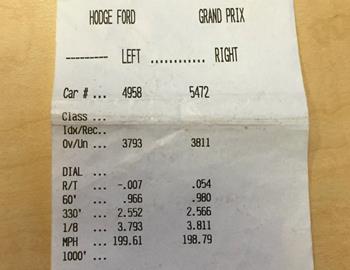 HODGE FORD GRAND PRIX
--------- LEFT ............ RIGHT
Car # ... 4958 5472
Class ...
Idx/Rec..
Ov/Un ... 3793 3811
DIAL ...
R/T ... -.007 .054
60' ... .966 .980
330' ... 2.552 2.566
1/8 ... 3.793 3.811
MPH ... 199.61 198.79
1000' ...